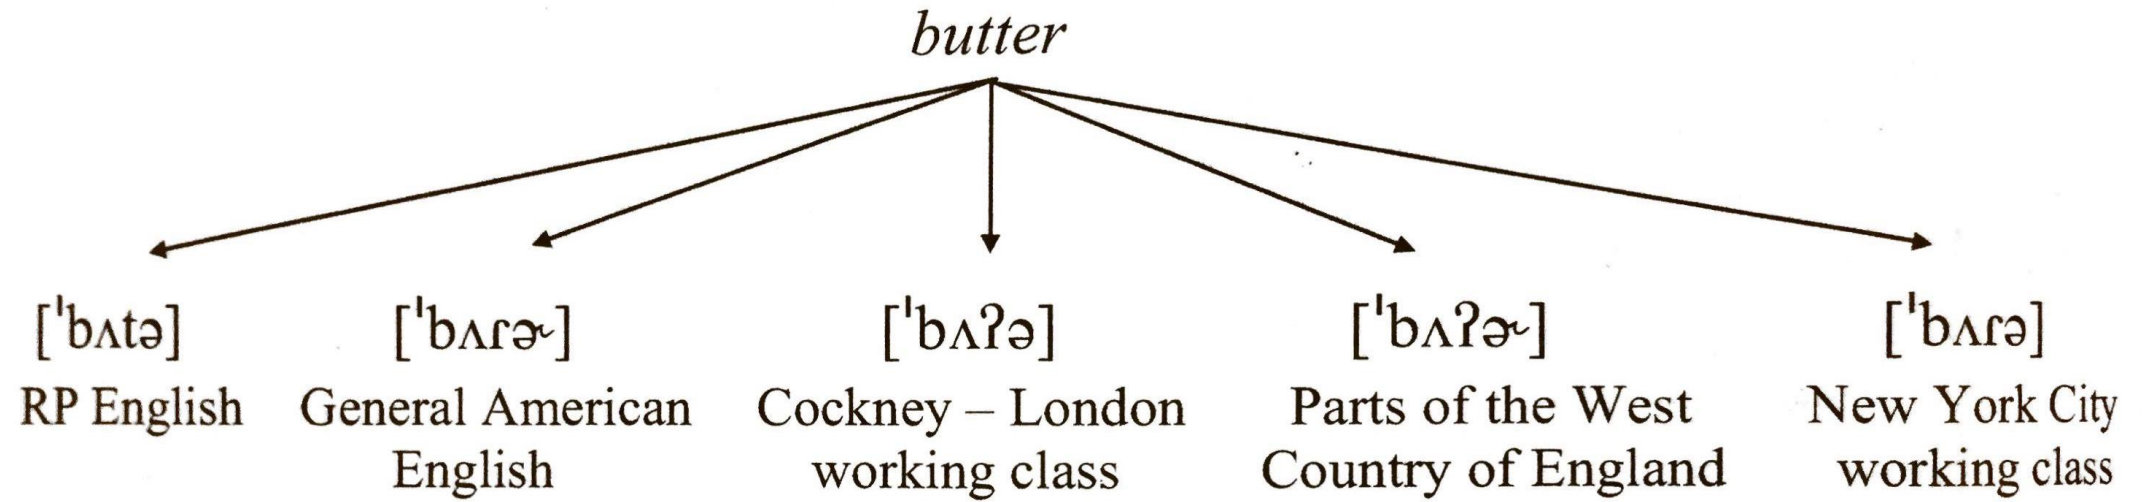 butter
[ˈbʌtə] [ˈbʌɾɚ] [ˈbʌʔə] [ˈbʌʔɚ] [ˈbʌɾə]
RP English General American Cockney – London Parts of the West New York City
English working class Country of England working class